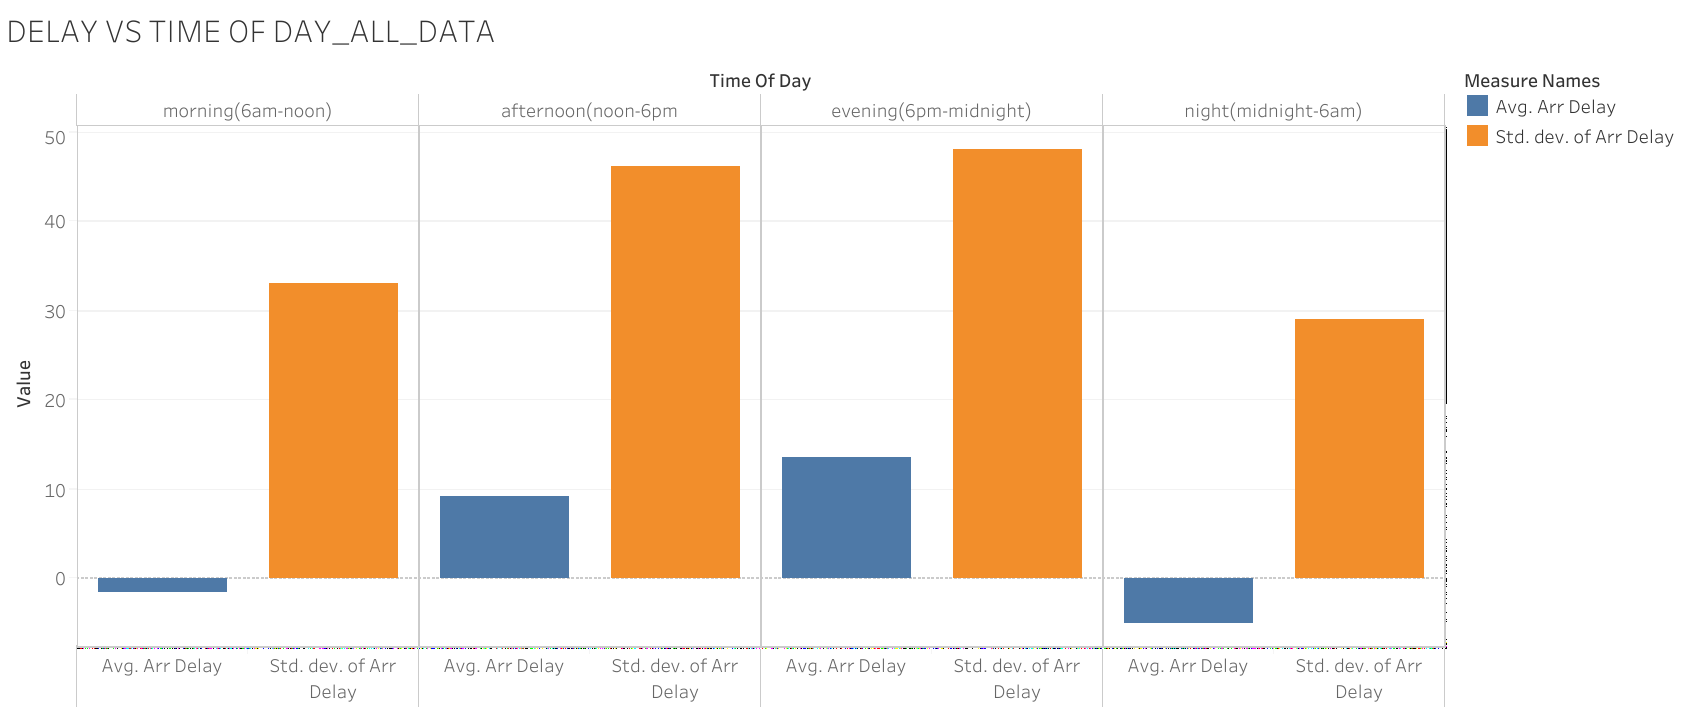 DELAY VS TIME OF DAY_ALL_DATA
Time Of Day
morning(6am-noon)
afternoon(noon-6pm
evening(6pm-midnight)
night(midnight-6am)
Measure Names
Avg. Arr Delay
Std. dev. of Arr Delay
Value
50
40
30
20
10
0
Avg. Arr Delay
Std. dev. of Arr
Delay
Avg. Arr Delay
Std. dev. of Arr
Delay
Avg. Arr Delay
Std. dev. of Arr
Delay
Avg. Arr Delay
Std. dev. of Arr
Delay